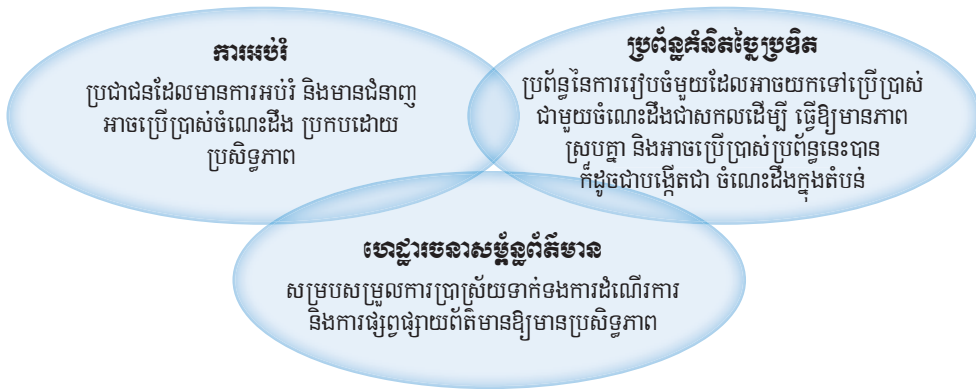 ការអប់រំ
ប្រជាជនដែលមានការអប់រំ និងមានជំនាញ
អាចប្រើប្រាស់ចំណេះដឹង ប្រកបដោយ
ប្រសិទ្ធភាព
ប្រព័ន្ធគំនិតច្នៃប្រឌិត
ប្រព័ន្ធនៃការរៀបចំមួយដែលអាចយកទៅប្រើប្រាស់
ជាមួយចំណេះដឹងជាសកលដើម្បី ធ្វើឱ្យមានភាព
ស្របគ្នា និងអាចប្រើប្រាស់ប្រព័ន្ធនេះបាន
ក៏ដូចជាបង្កើតជា ចំណេះដឹងក្នុងតំបន់
ហេដ្ឋារចនាសម្ព័ន្ធព័ត៌មាន
សម្របសម្រួលការប្រាស្រ័យទាក់ទងការដំណើរការ
និងការផ្សព្វផ្សាយព័ត៌មានឱ្យមានប្រសិទ្ធភាព